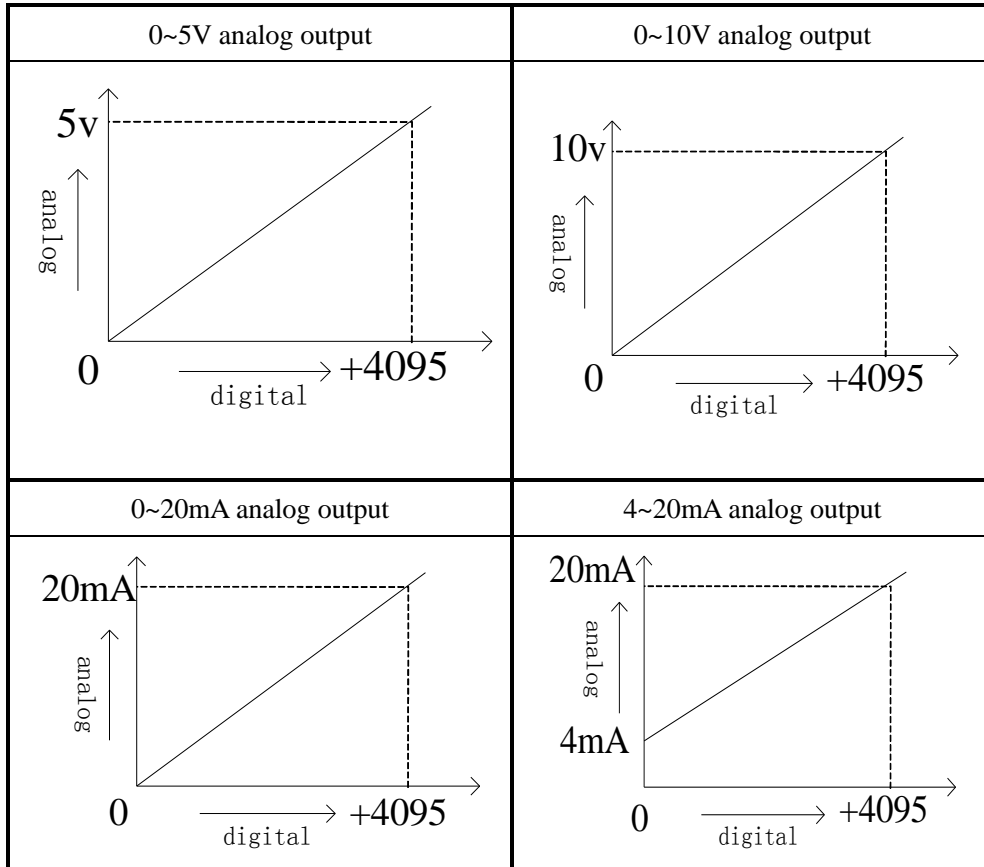 0~5V analog output
5v
analog
0
digital
+4095
0~10V analog output
10v
analog
0
digital
+4095
0~20mA analog output
20mA
analog
0
digital
+4095
4~20mA analog output
20mA
analog
4mA
0
digital
+4095